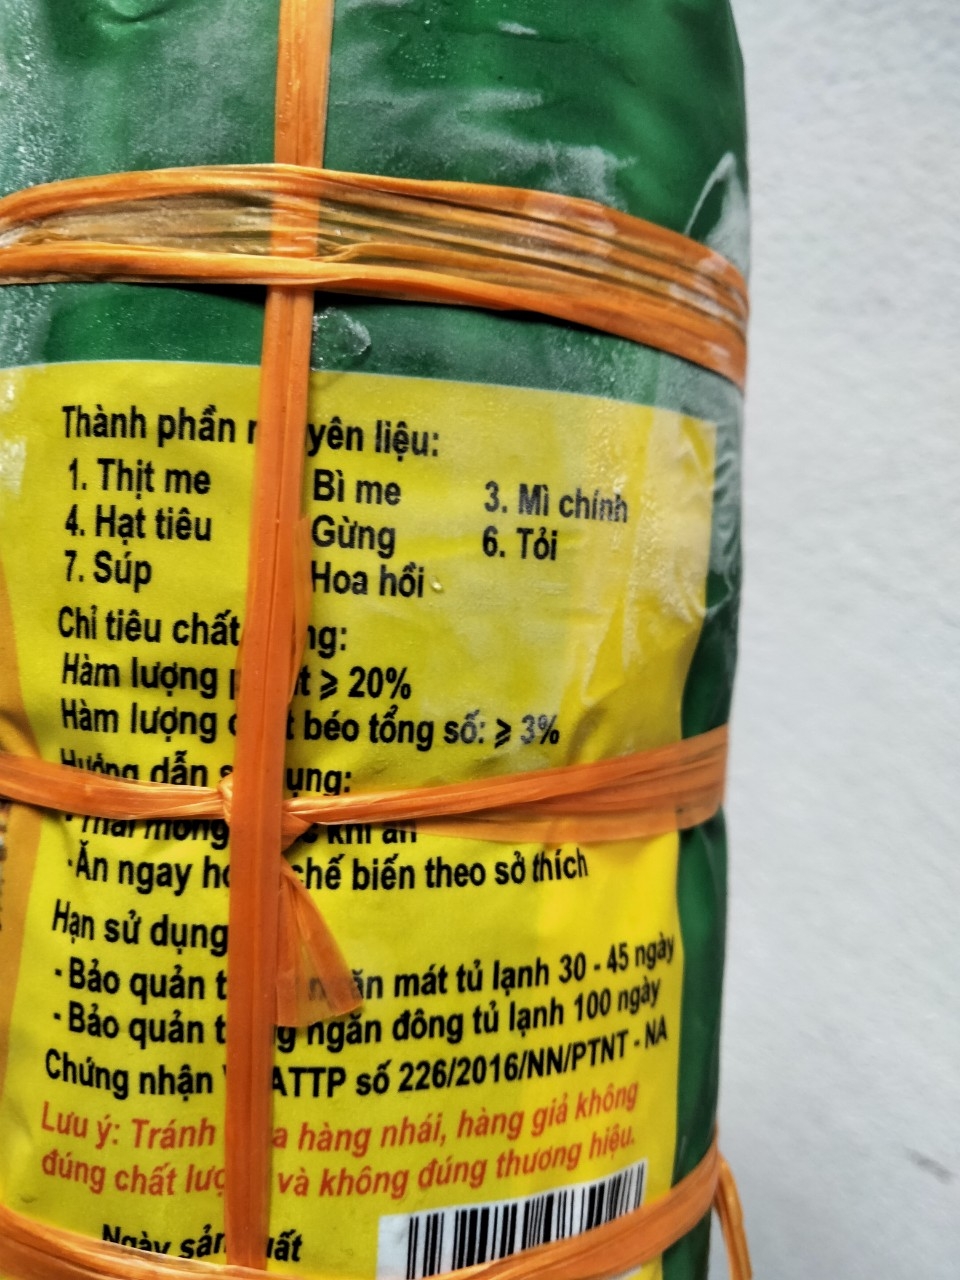 Thành phần liệu:
1. Thịt me Bì me 3. Mì chính
4. Hạt tiêu Gừng 6. Tỏi
7. Súp Hoa hồi
Chỉ tiêu chất
Hàm lượng ⩾ 20%
Hàm lượng béo tổng số: ⩾ 3%
Hướng dẫn
khi ăn
·Ăn ngay chế biến theo sở thích
Hạn sử dụng
- Bảo quản mát tủ lạnh 30 - 45 ngày
- Bảo quản ngăn đông tủ lạnh 100 ngày
Chứng nhận ATTP số 226/2016/NN/PTNT - NA
Lưu ý: Tránh hàng nhái, hàng giả không
đúng chất và không đúng thương hiệu.
Ngày